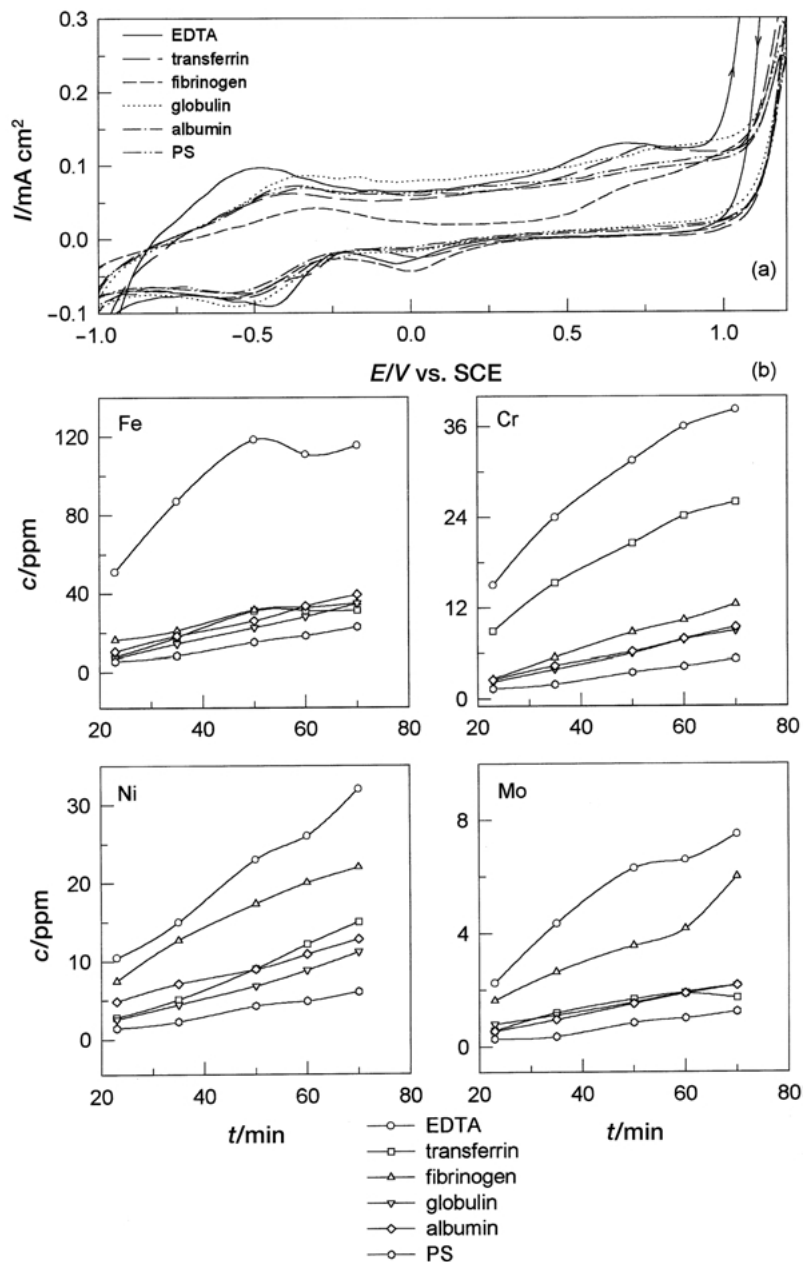 0.3
0.2
0.1
0.0
−0.1
I/mA cm²
EDTA
transferrin
fibrinogen
globulin
albumin
PS
(a)
−1.0 −0.5 0.0 0.5 1.0
E/V vs. SCE
(b)
Fe
120
80
40
0
c/ppm
20 40 60 80
Cr
36
24
12
0
20 40 60 80
Ni
30
20
10
0
c/ppm
20 40 60 80
t/min
Mo
8
4
0
20 40 60 80
t/min
EDTA
transferrin
fibrinogen
globulin
albumin
PS